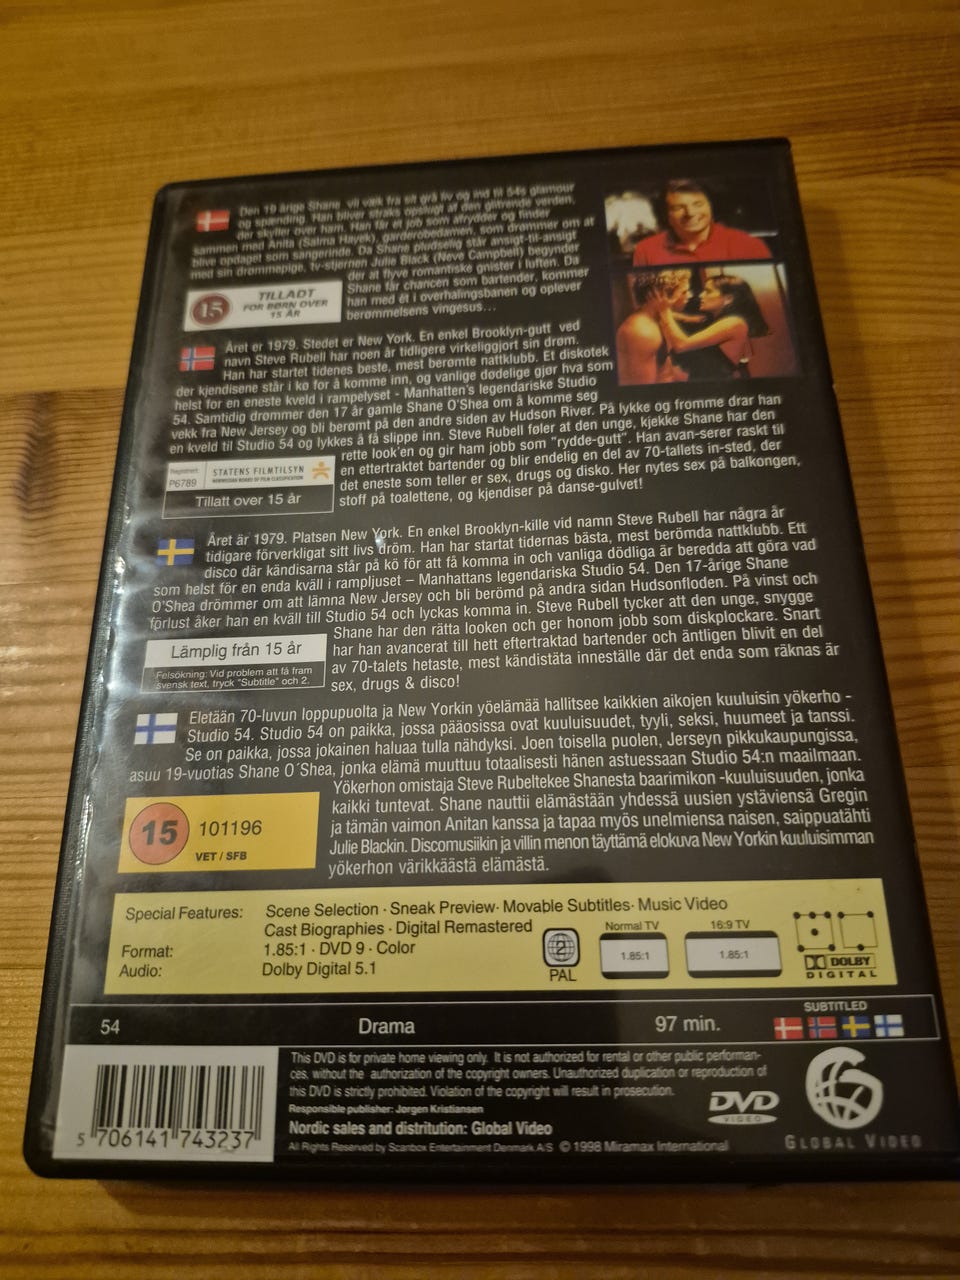 Den 19 årige Shane, vil væk fra sit grå liv og ind til 54s glamour
og spænding. Han bliver straks opslugt af den glitrende verden,
der skyller over ham. Han får et job som afrydder og finder
sammen med Anita (Salma Hayek), garderobedamen, som drømmer om at
blive opdaget som sangerinde. Da Shane pludselig står ansigt-til-ansigt
med sin drømmepige, tv-stjernen Julie Black (Neve Campbell) begynder
der at flyve romantiske gnister i luften. Da
Shane får chancen som bartender, kommer
han med ét i overhalingsbanen og oplever
berømmelsens vingesus...
15
TILLADT
FOR BØRN OVER
15 ÅR
Året er 1979. Stedet er New York. En enkel Brooklyn-gutt ved
navn Steve Rubell har noen år tidligere virkeliggjort sin drøm.
Han har startet tidenes beste, mest berømte nattklubb. Et diskotek
der kjendisene står i kø for å komme inn, og vanlige dødelige gjør hva som
helst for en eneste kveld i rampelyset - Manhatten's legendariske Studio
54. Samtidig drømmer den 17 år gamle Shane O'Shea om å komme seg
vekk fra New Jersey og bli berømt på den andre siden av Hudson River. På lykke og fromme drar han
en kveld til Studio 54 og lykkes å få slippe inn. Steve Rubell føler at den unge, kjekke Shane har den
rette look'en og gir ham jobb som "rydde-gutt". Han avan-serer raskt til
en ettertraktet bartender og blir endelig en del av 70-tallets in-sted, der
det eneste som teller er sex, drugs og disko. Her nytes sex på balkongen,
stoff på toalettene, og kjendiser på danse-gulvet!
Registrert:
P6789
STATENS FILMTILSYN
NORWEGIAN BOARD OF FILM CLASSIFICATION
Tillatt over 15 år
Året är 1979. Platsen New York. En enkel Brooklyn-kille vid namn Steve Rubell har några år
tidigare förverkligat sitt livs dröm. Han har startat tidernas bästa, mest berömda nattklubb. Ett
disco där kändisarna står på kö för att få komma in och vanliga dödliga är beredda att göra vad
som helst för en enda kväll i rampljuset – Manhattans legendariska Studio 54. Den 17-årige Shane
O'Shea drömmer om att lämna New Jersey och bli berömd på andra sidan Hudsonfloden. På vinst och
förlust åker han en kväll till Studio 54 och lyckas komma in. Steve Rubell tycker att den unge, snygge
Shane har den rätta looken och ger honom jobb som diskplockare. Snart
har han avancerat till hett eftertraktad bartender och äntligen blivit en del
av 70-talets hetaste, mest kändistäta inneställe där det enda som räknas är
sex, drugs & disco!
Lämplig från 15 år
Felsökning: Vid problem att få fram
svensk text, tryck "Subtitle" och 2.
Eletään 70-luvun loppupuolta ja New Yorkin yöelämää hallitsee kaikkien aikojen kuuluisin yökerho -
Studio 54. Studio 54 on paikka, jossa pääosissa ovat kuuluisuudet, tyyli, seksi, huumeet ja tanssi.
Se on paikka, jossa jokainen haluaa tulla nähdyksi. Joen toisella puolen, Jerseyn pikkukaupungissa,
asuu 19-vuotias Shane O´Shea, jonka elämä muuttuu totaalisesti hänen astuessaan Studio 54:n maailmaan.
Yökerhon omistaja Steve Rubeltekee Shanesta baarimikon -kuuluisuuden, jonka
kaikki tuntevat. Shane nauttii elämästään yhdessä uusien ystäviensä Gregin
ja tämän vaimon Anitan kanssa ja tapaa myös unelmiensa naisen, saippuatähti
Julie Blackin. Discomusiikin ja villin menon täyttämä elokuva New Yorkin kuuluisimman
yökerhon värikkäästä elämästä.
15
101196
VET / SFB
Special Features: Scene Selection · Sneak Preview· Movable Subtitles· Music Video
Cast Biographies · Digital Remastered
Format: 1.85:1 · DVD 9 · Color
Audio: Dolby Digital 5.1
2
PAL
Normal TV
1.85:1
16:9 TV
1.85:1
DOLBY
DIGITAL
54 Drama 97 min.
SUBTITLED
This DVD is for private home viewing only. It is not authorized for rental or other public performan-
ces, without the authorization of the copyright owners. Unauthorized duplication or reproduction of
this DVD is strictly prohibited. Violation of the copyright will result in prosecution.
Responsible publisher: Jørgen Kristiansen
Nordic sales and distrition: Global Video
All Rights Reserved by Scanbox Entertainment Denmark A/S © 1998 Miramax International
5 706141 743237
DVD
VIDEO
GLOBAL VIDEO